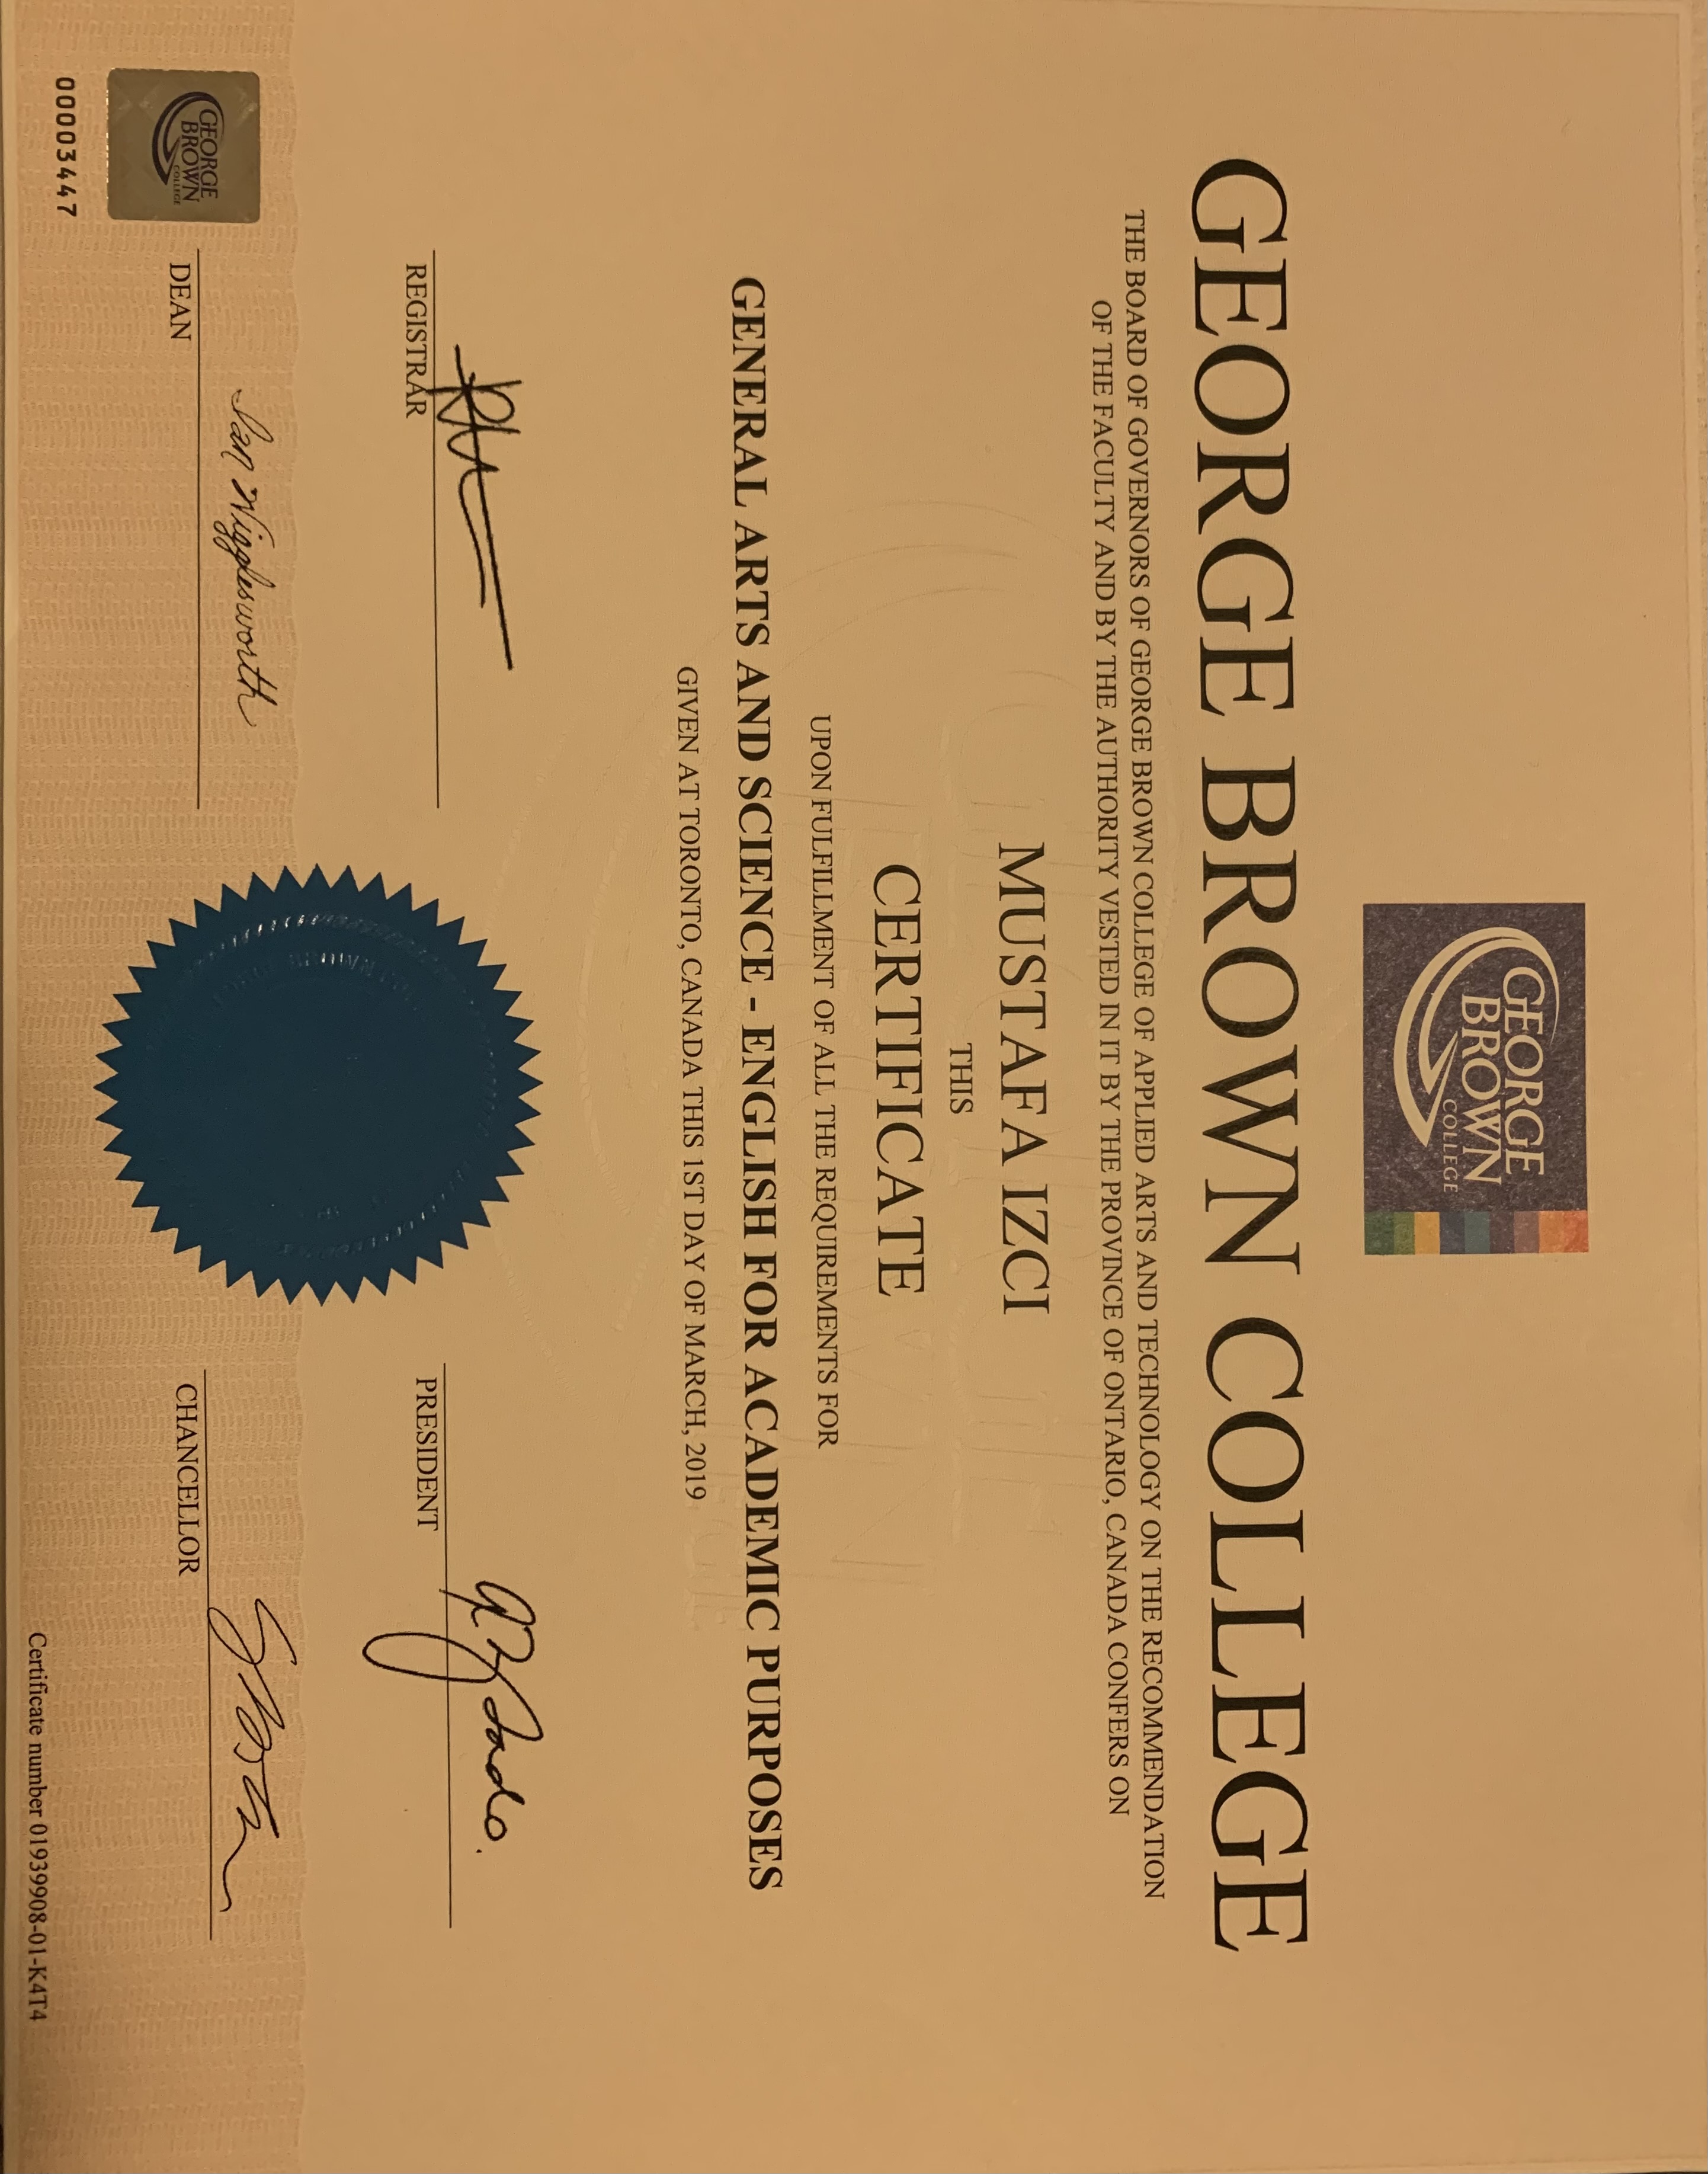 GEORGE
BROWN
COLLEGE
GEORGE BROWN COLLEGE
THE BOARD OF GOVERNORS OF GEORGE BROWN COLLEGE OF APPLIED ARTS AND TECHNOLOGY ON THE RECOMMENDATION
OF THE FACULTY AND BY THE AUTHORITY VESTED IN IT BY THE PROVINCE OF ONTARIO, CANADA CONFERS ON
MUSTAFA IZCI
THIS
CERTIFICATE
UPON FULFILLMENT OF ALL THE REQUIREMENTS FOR
GENERAL ARTS AND SCIENCE - ENGLISH FOR ACADEMIC PURPOSES
GIVEN AT TORONTO, CANADA THIS 1ST DAY OF MARCH, 2019
REGISTRAR
PRESIDENT
Ian Wigglesworth
DEAN
CHANCELLOR
GEORGE
BROWN
COLLEGE
00003447
Certificate number 01939908-01-K4T4